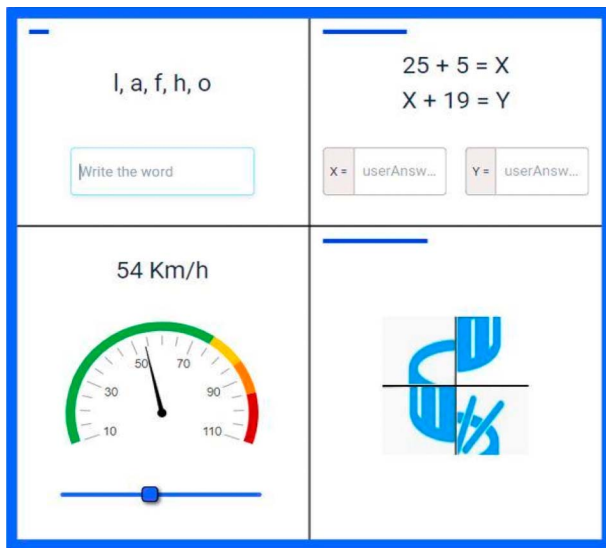 l, a, f, h, o
Write the word
25 + 5 = X
X + 19 = Y
X = userAnsw...
Y = userAnsw...
54 Km/h
10
30
50
70
90
110